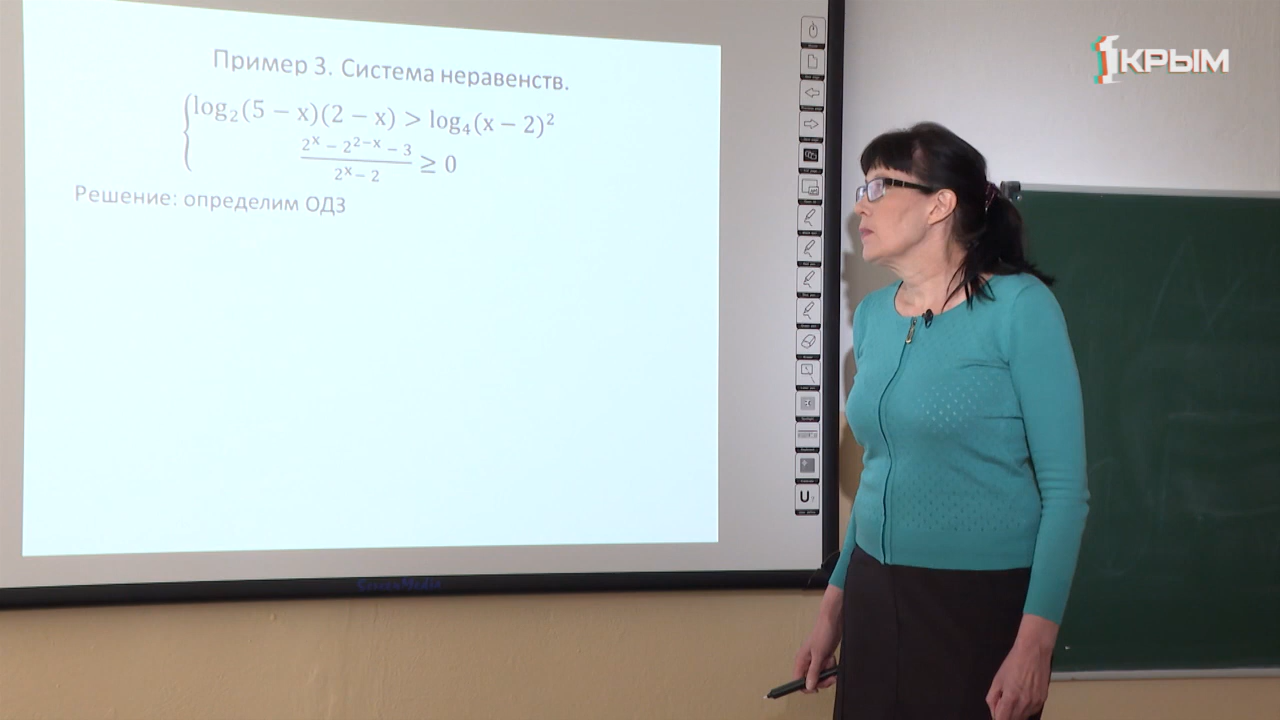 1КРЫМ
Пример 3. Система неравенств.
log₂(5 − x)(2 − x) > log₄(x − 2)²
2ˣ − 2²⁻ˣ − 3
2ˣ − 2
≥ 0
Решение: определим ОДЗ